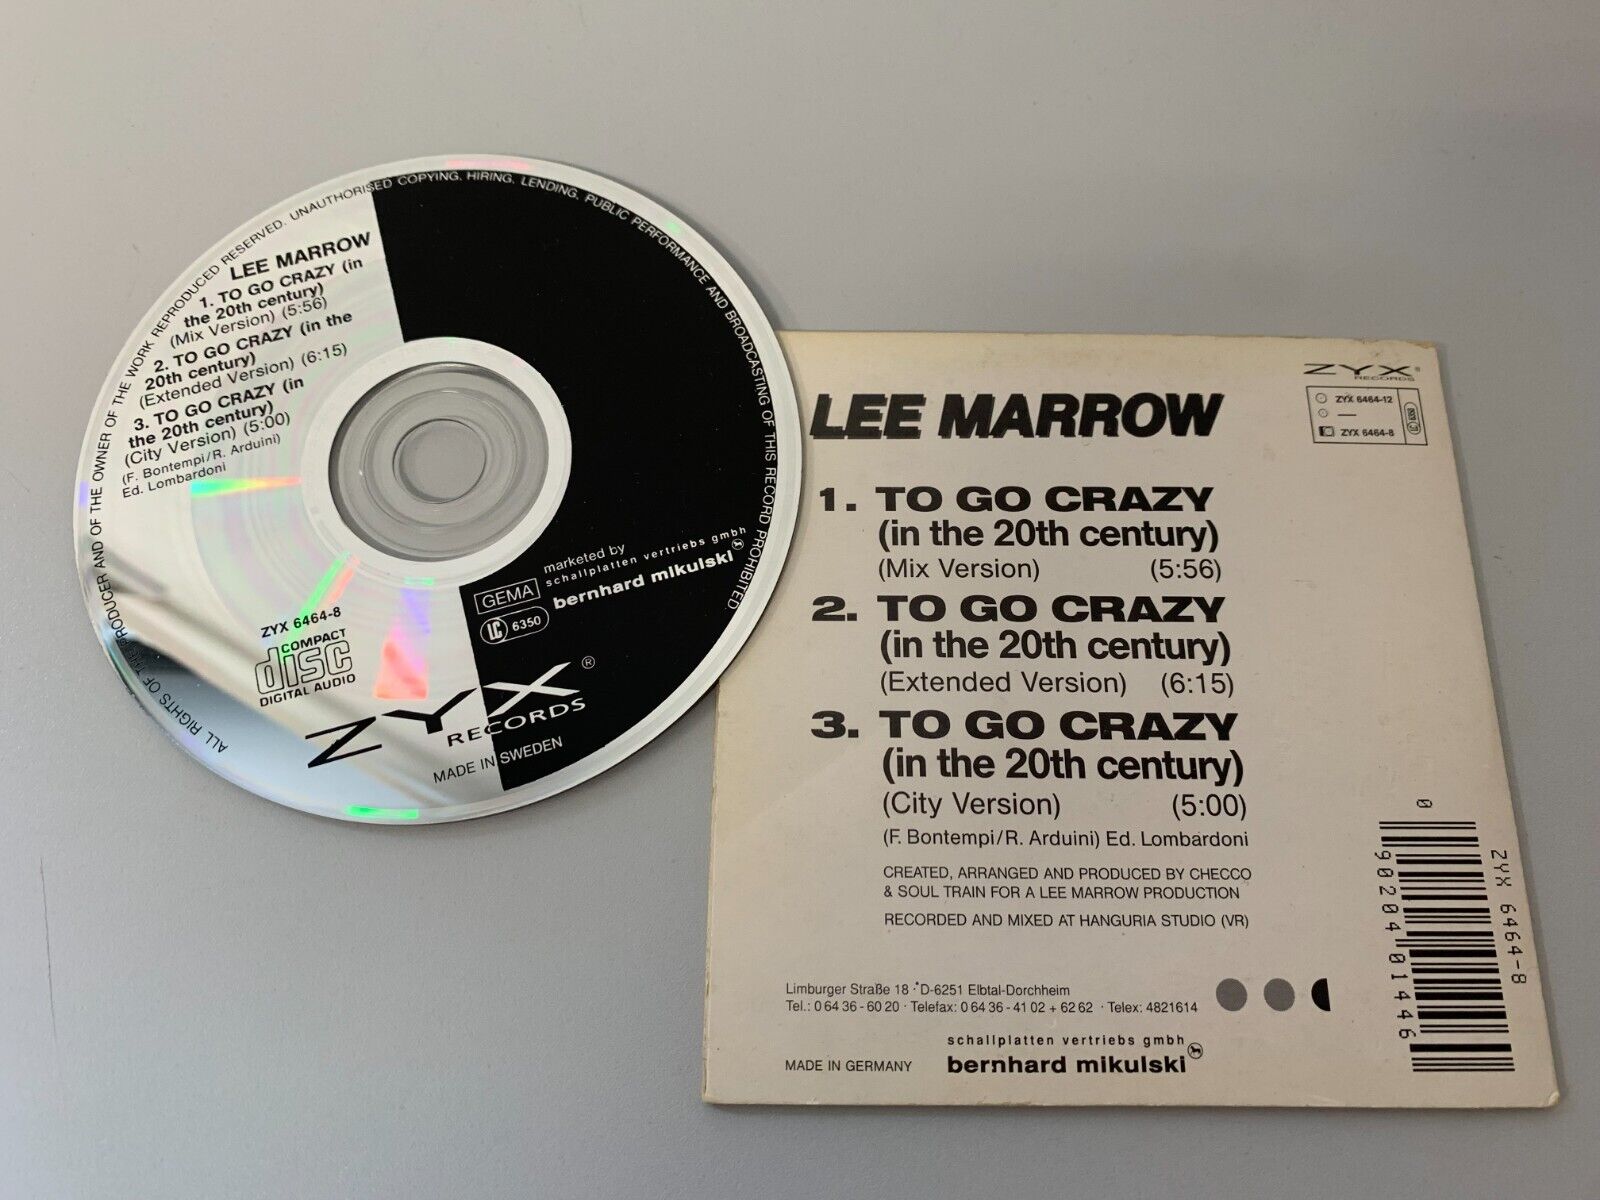 ALL RIGHTS OF THE PRODUCER AND OF THE OWNER OF THE WORK REPRODUCED RESERVED. UNAUTHORISED COPYING, HIRING, LENDING, PUBLIC PERFORMANCE AND BROADCASTING OF THIS RECORD PROHIBITED.
LEE MARROW
1. TO GO CRAZY (in
the 20th century)
(Mix Version) (5:56)
2. TO GO CRAZY (in the
20th century)
(Extended Version) (6:15)
3. TO GO CRAZY (in
the 20th century)
(City Version) (5:00)
(F. Bontempi/R. Arduini)
Ed. Lombardoni
marketed by
schallplatten vertriebs gmbh
bernhard mikulski
GEMA
LC 6350
ZYX 6464-8
COMPACT
disc
DIGITAL AUDIO
ZYX®
RECORDS
MADE IN SWEDEN
ZYX®
RECORDS
ZYX 6464-12
—
ZYX 6464-8
LEE MARROW
1. TO GO CRAZY
(in the 20th century)
(Mix Version) (5:56)
2. TO GO CRAZY
(in the 20th century)
(Extended Version) (6:15)
3. TO GO CRAZY
(in the 20th century)
(City Version) (5:00)
(F. Bontempi/R. Arduini) Ed. Lombardoni
CREATED, ARRANGED AND PRODUCED BY CHECCO
& SOUL TRAIN FOR A LEE MARROW PRODUCTION
RECORDED AND MIXED AT HANGURIA STUDIO (VR)
Limburger Straße 18 · D-6251 Elbtal-Dorchheim
Tel.: 0 64 36 - 60 20 · Telefax: 0 64 36 - 41 02 + 62 62 · Telex: 4821614
schallplatten vertriebs gmbh
MADE IN GERMANY bernhard mikulski
ZYX 6464-8
0 90204 01446